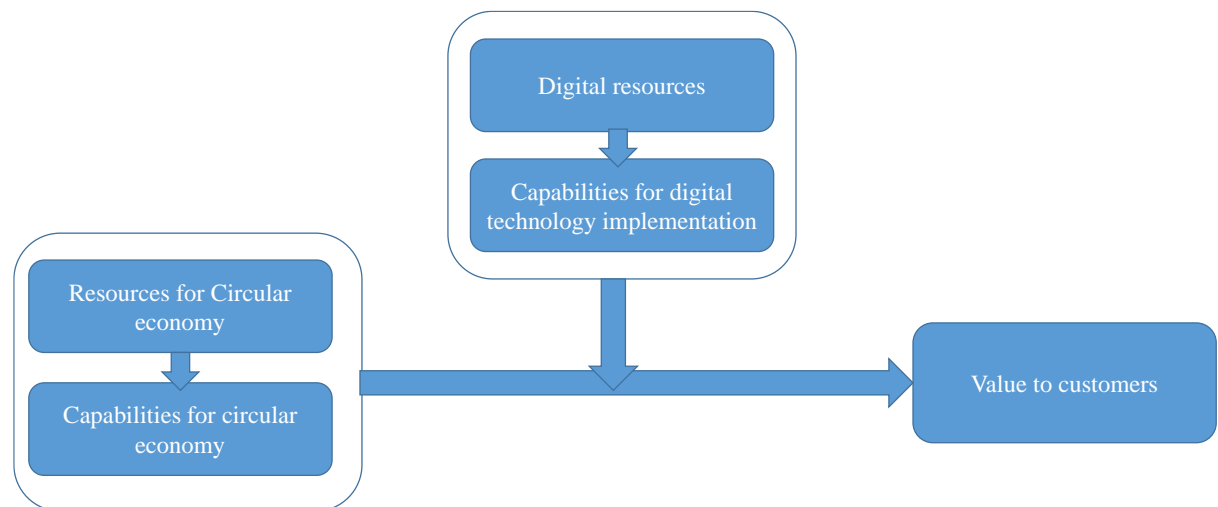 Digital resources
Capabilities for digital
technology implementation
Resources for Circular
economy
Capabilities for circular
economy
Value to customers